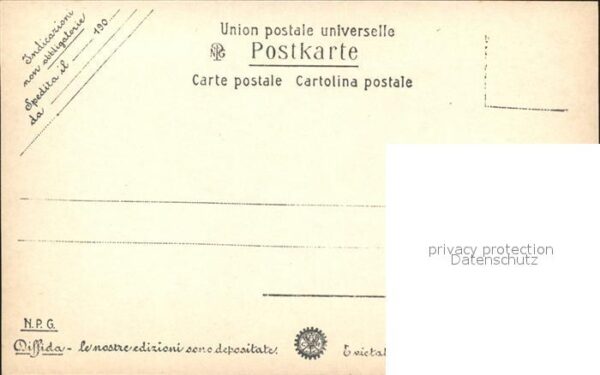 Indicazioni
non obbligatorie
Spedita il 190
da
Union postale universelle
NPG Postkarte
Carte postale Cartolina postale
privacy protection
Datenschutz
N.P.G.
Diffida - le nostre edizioni sono depositate.